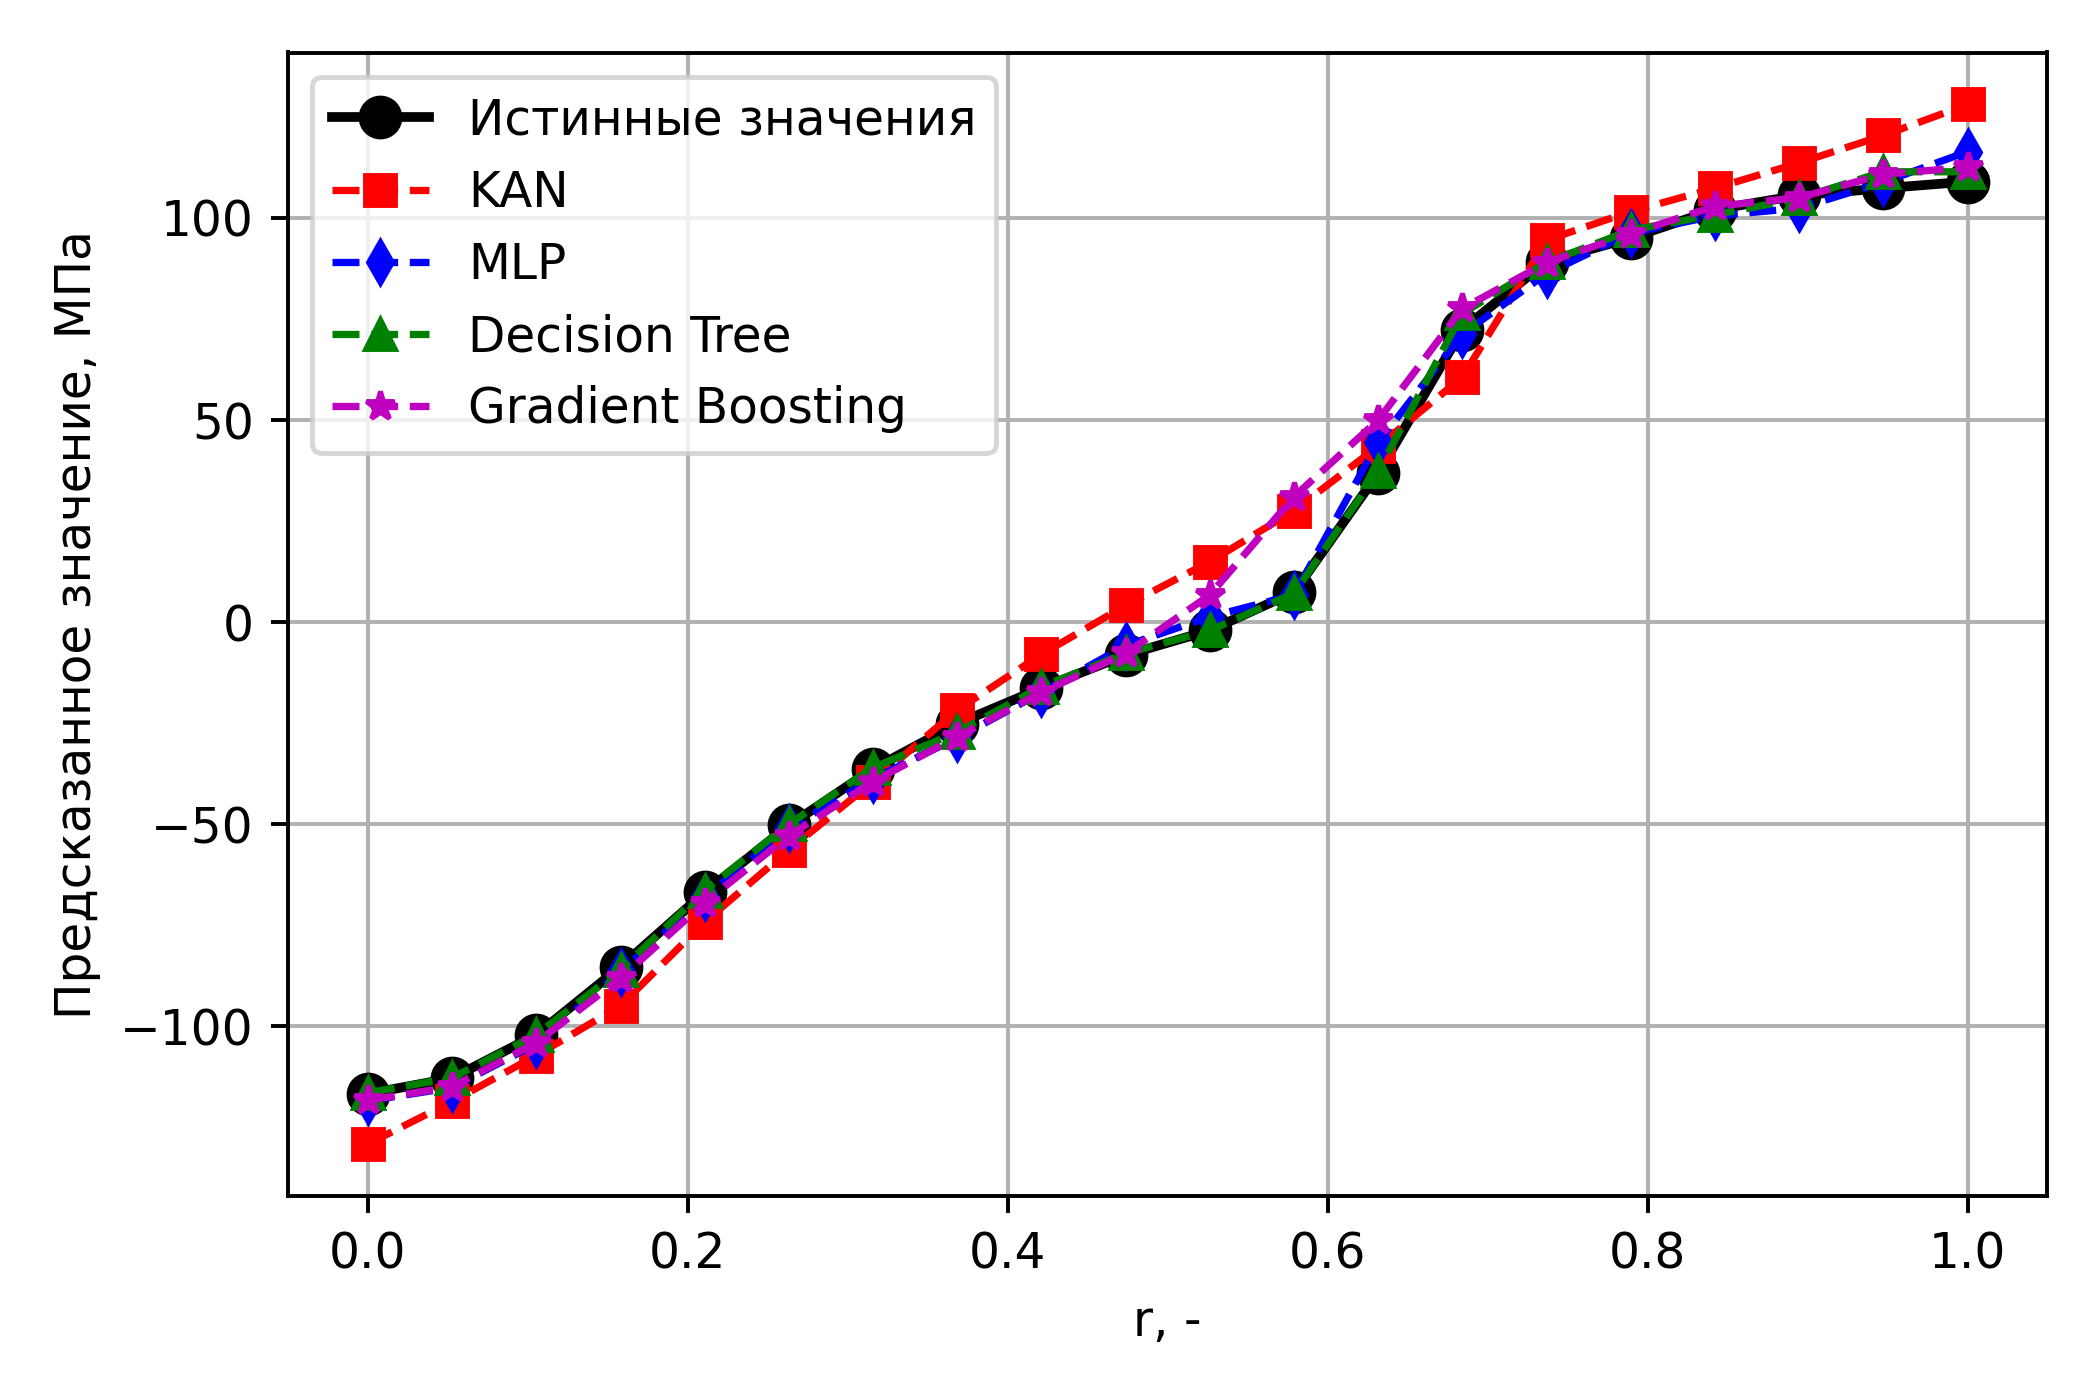 Истинные значения
KAN
MLP
Decision Tree
Gradient Boosting
Предсказанное значение, МПа
100
50
0
−50
−100
0.0 0.2 0.4 0.6 0.8 1.0
r, -